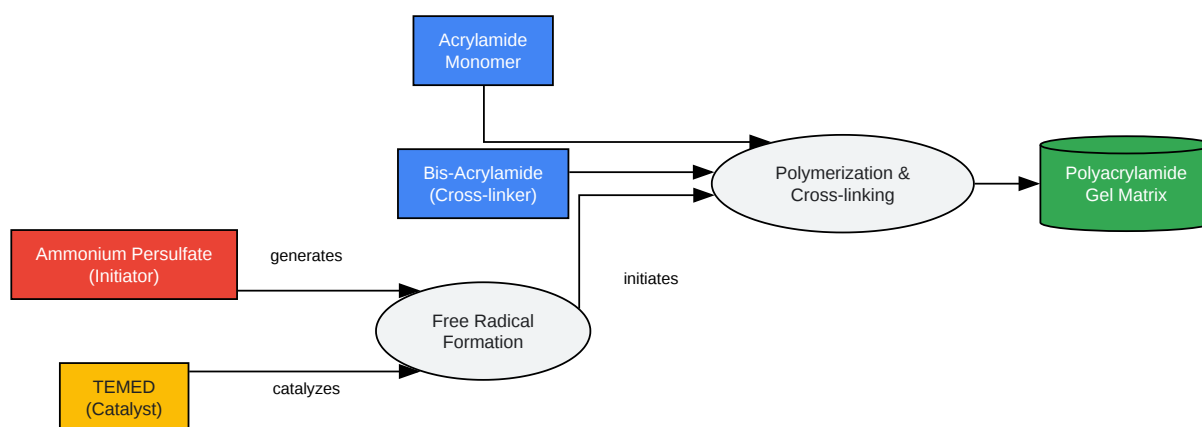 Acrylamide
Monomer
Bis-Acrylamide
(Cross-linker)
Polymerization &
Cross-linking
Polyacrylamide
Gel Matrix
Ammonium Persulfate
(Initiator)
generates
initiates
Free Radical
Formation
TEMED
(Catalyst)
catalyzes